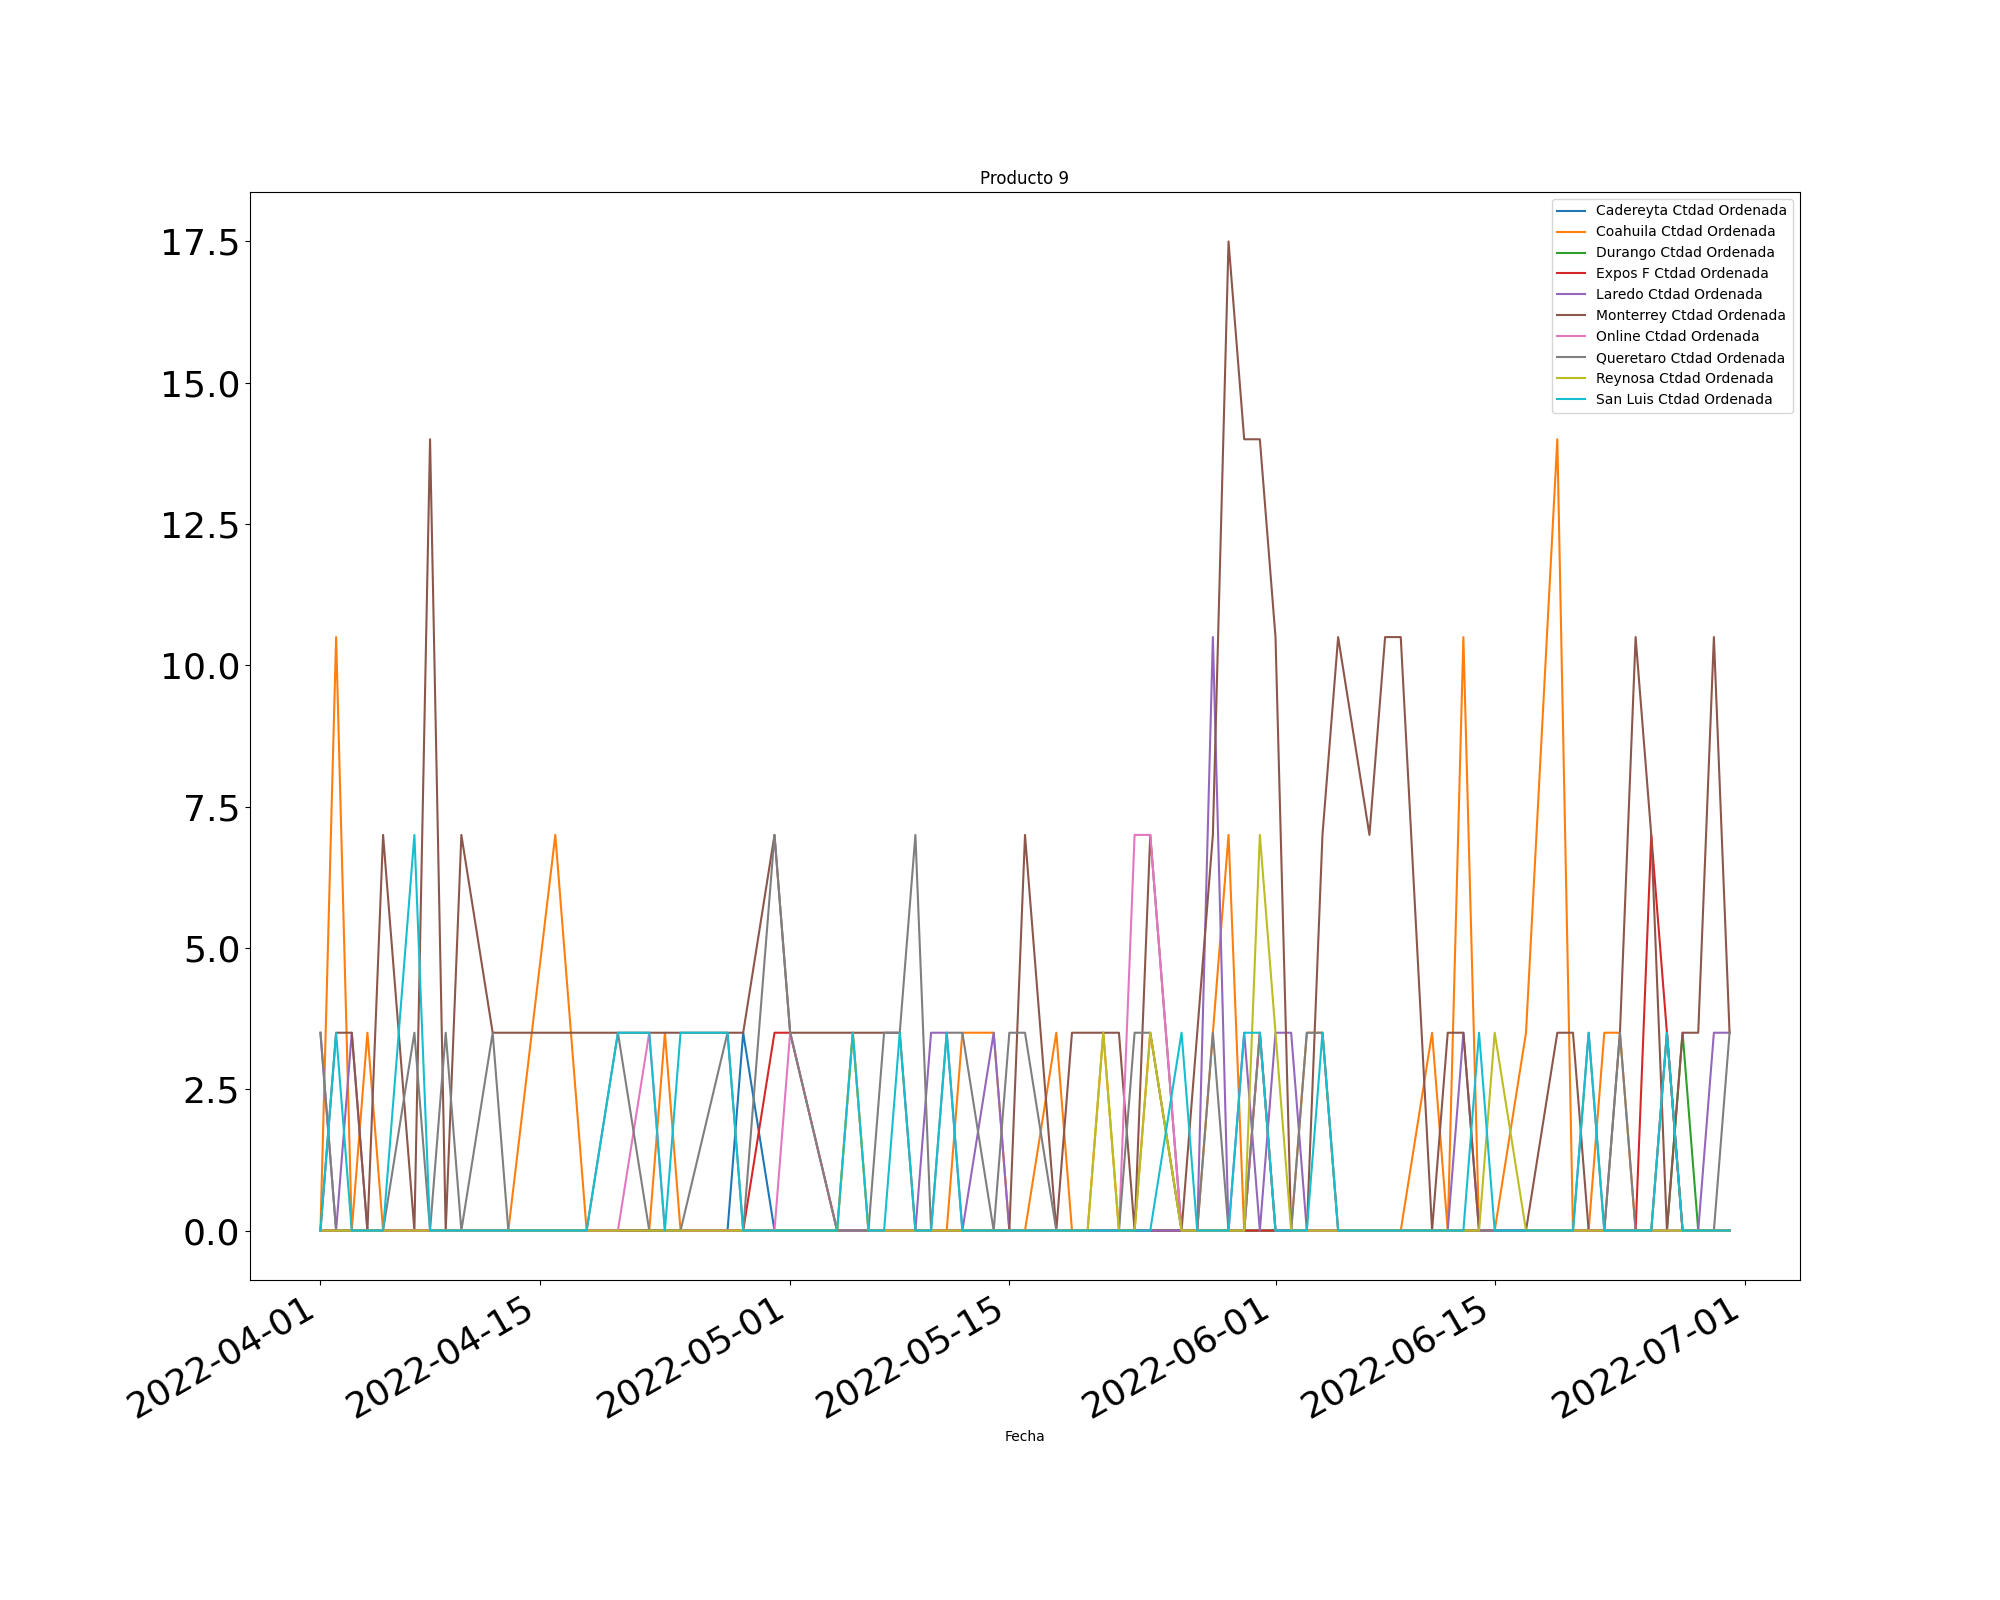 Producto 9
17.5
15.0
12.5
10.0
7.5
5.0
2.5
0.0
Cadereyta Ctdad Ordenada
Coahuila Ctdad Ordenada
Durango Ctdad Ordenada
Expos F Ctdad Ordenada
Laredo Ctdad Ordenada
Monterrey Ctdad Ordenada
Online Ctdad Ordenada
Queretaro Ctdad Ordenada
Reynosa Ctdad Ordenada
San Luis Ctdad Ordenada
2022-04-01
2022-04-15
2022-05-01
2022-05-15
2022-06-01
2022-06-15
2022-07-01
Fecha